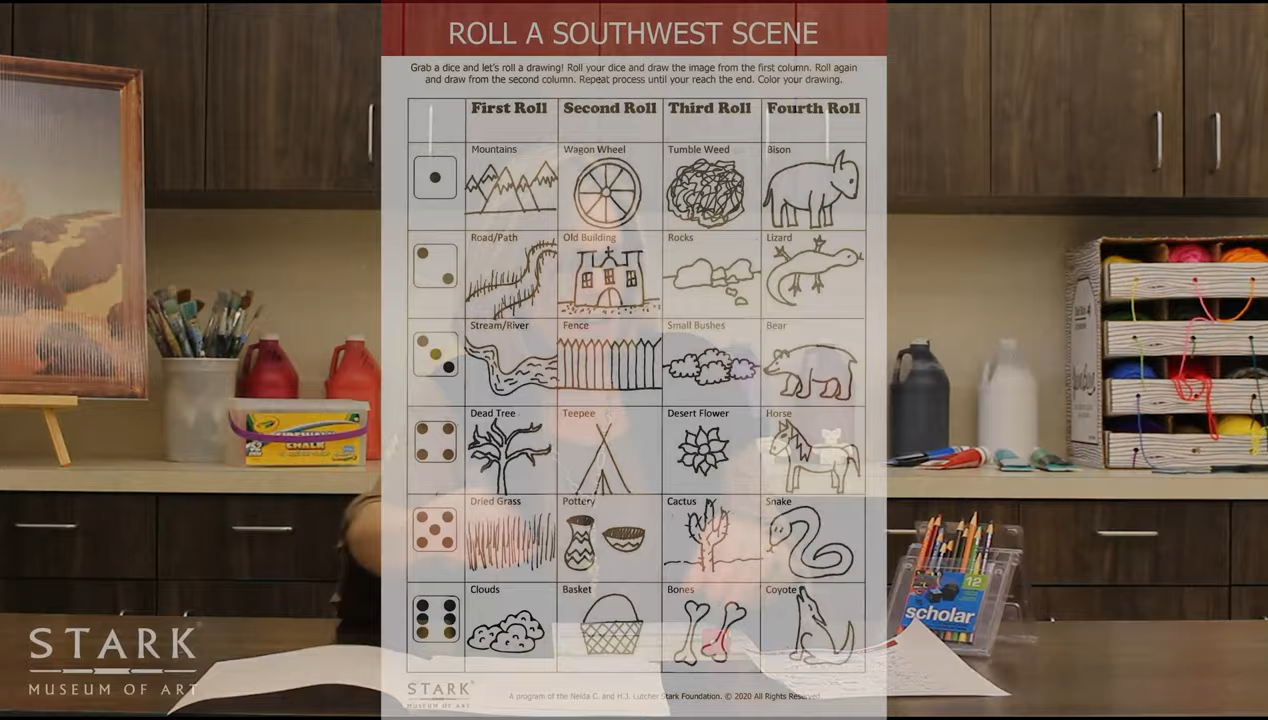 ROLL A SOUTHWEST SCENE
Grab a dice and let's roll a drawing! Roll your dice and draw the image from the first column. Roll again
and draw from the second column. Repeat process until your reach the end. Color your drawing.
First Roll Second Roll Third Roll Fourth Roll
Mountains Wagon Wheel Tumble Weed Bison
Road/Path Old Building Rocks Lizard
Stream/River Fence Small Bushes Bear
Dead Tree Teepee Desert Flower Horse
Dried Grass Pottery Cactus Snake
Clouds Basket Bones Coyote
STARK
MUSEUM OF ART
A program of the Nelda C. and H.J. Lutcher Stark Foundation. © 2020 All Rights Reserved
STARK
MUSEUM OF ART
Crayola
CHALK
12
scholar